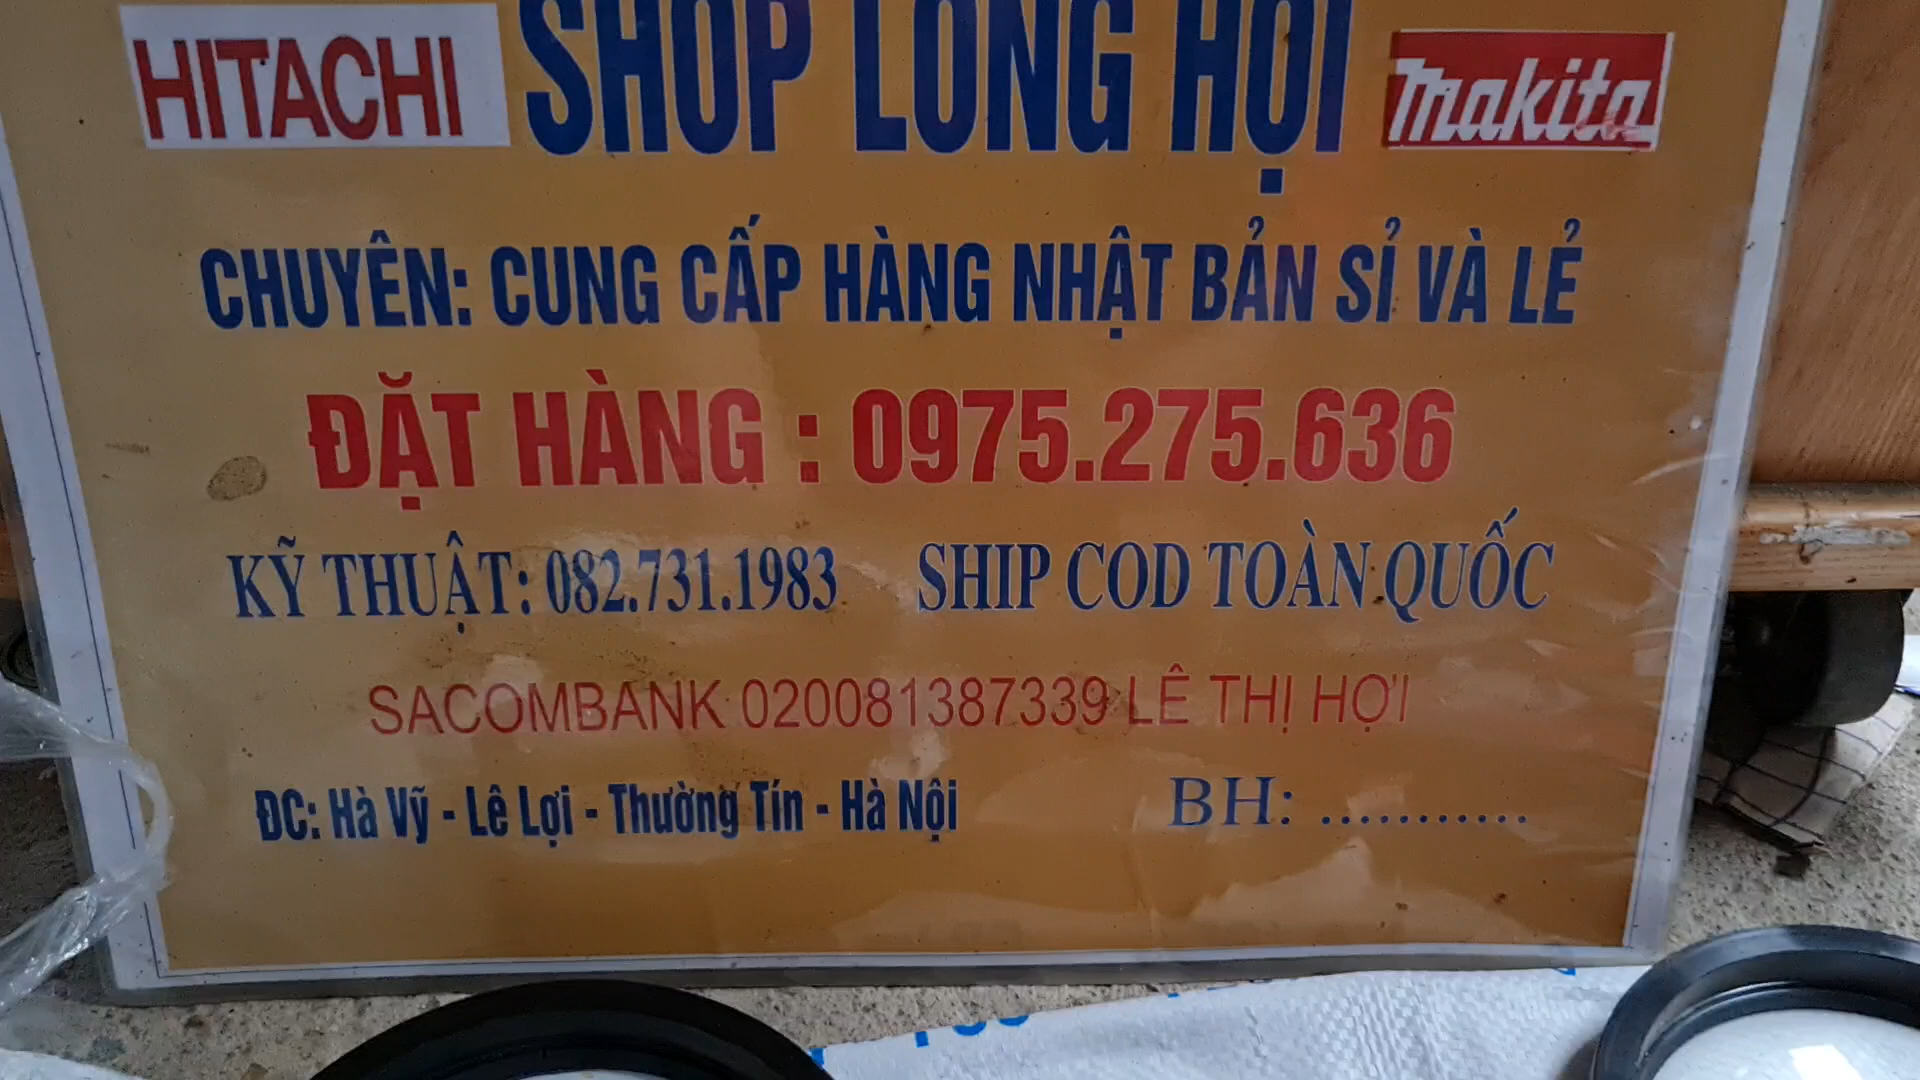 HITACHI SHOP LONG HỘI makita
CHUYÊN: CUNG CẤP HÀNG NHẬT BẢN SỈ VÀ LẺ
ĐẶT HÀNG : 0975.275.636
KỸ THUẬT: 082.731.1983 SHIP COD TOÀN QUỐC
SACOMBANK 020081387339 LÊ THỊ HỢI
ĐC: Hà Vỹ - Lê Lợi - Thường Tín - Hà Nội BH: ...........